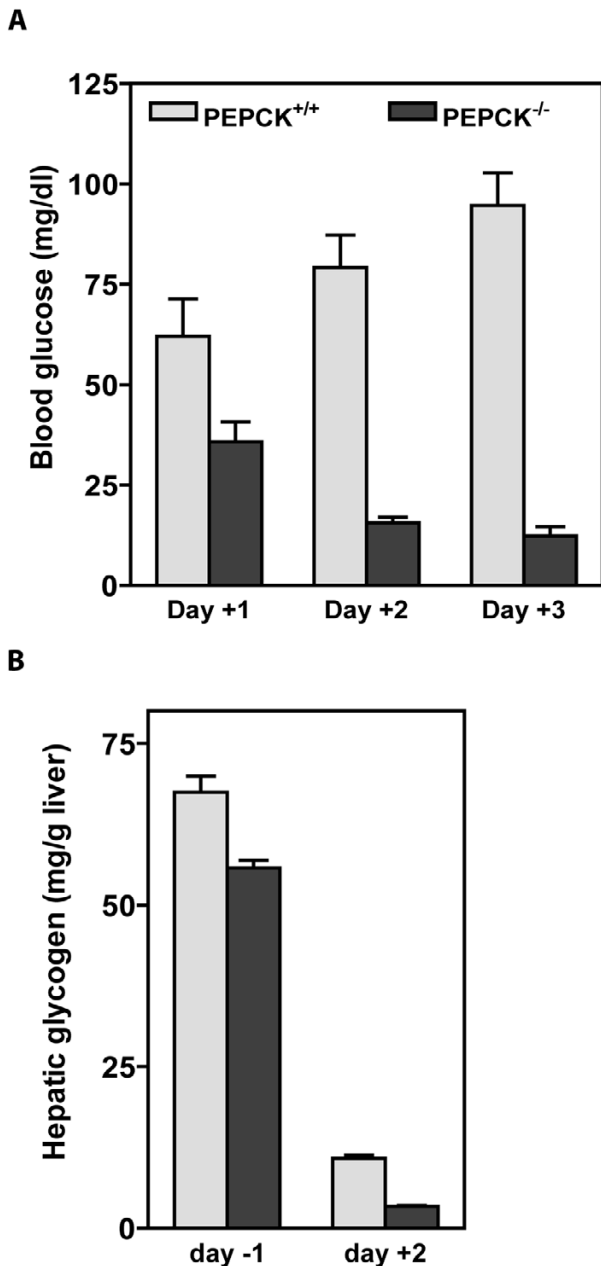 A
Blood glucose (mg/dl)
125
100
75
50
25
0
PEPCK+/+
PEPCK-/-
Day +1
Day +2
Day +3
B
Hepatic glycogen (mg/g liver)
75
50
25
0
day -1
day +2